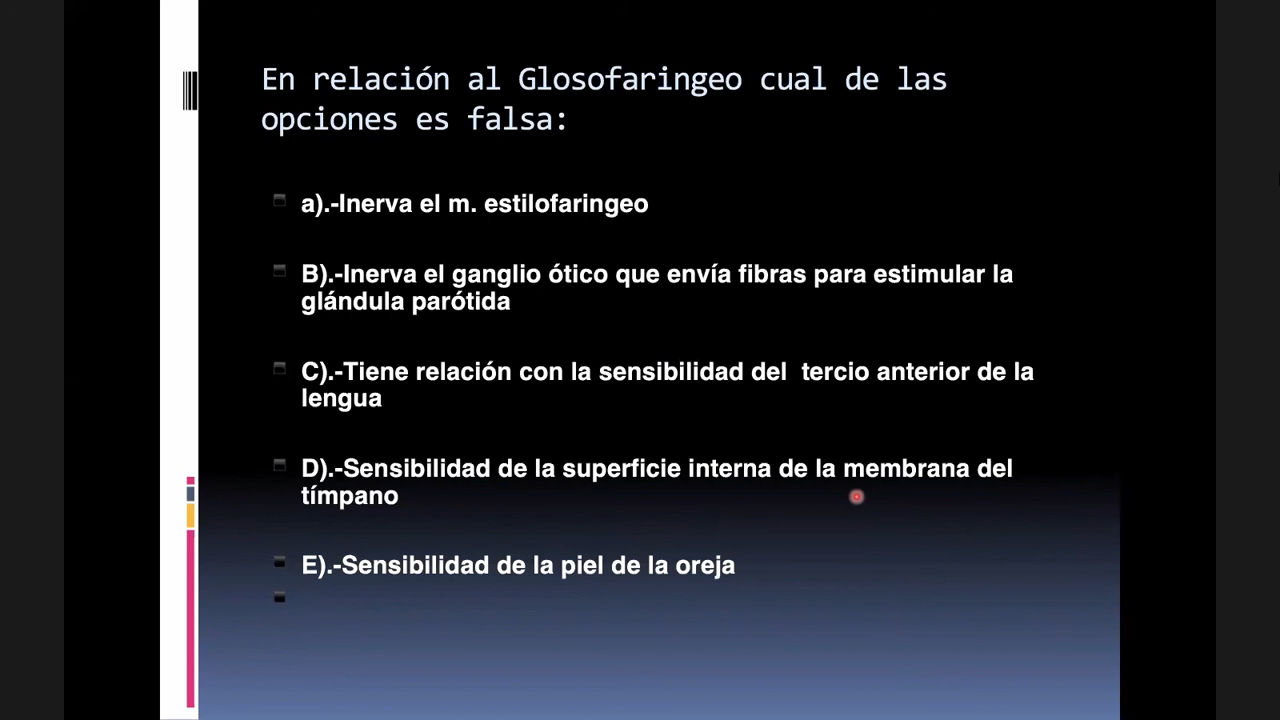 En relación al Glosofaringeo cual de las
opciones es falsa:
a).-Inerva el m. estilofaringeo
B).-Inerva el ganglio ótico que envía fibras para estimular la
glándula parótida
C).-Tiene relación con la sensibilidad del  tercio anterior de la
lengua
D).-Sensibilidad de la superficie interna de la membrana del
tímpano
E).-Sensibilidad de la piel de la oreja